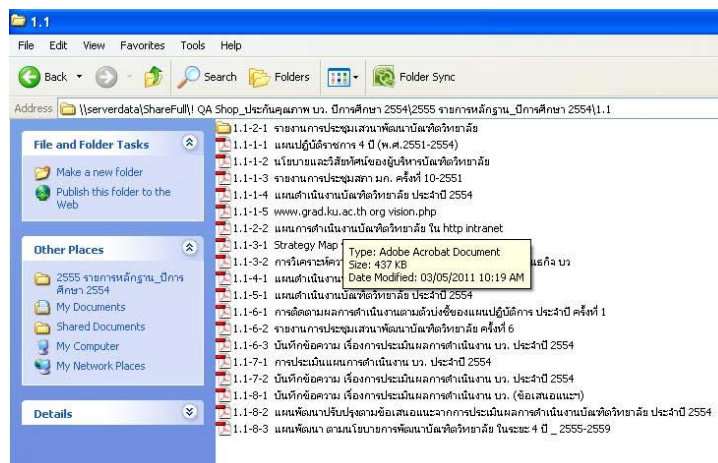 1.1
File Edit View Favorites Tools Help
Back Search Folders Folder Sync
Address \\serverdata\ShareFull\! QA Shop_ประกันคุณภาพ บว. ปีการศึกษา 2554\2555 รายการหลักฐาน_ปีการศึกษา 2554\1.1
File and Folder Tasks
Make a new folder
Publish this folder to the Web
Other Places
2555 รายการหลักฐาน_ปีการศึกษา 2554
My Documents
Shared Documents
My Computer
My Network Places
Details
1.1-2-1 รายงานการประชุมเสวนาพัฒนาบัณฑิตวิทยาลัย
1.1-1-1 แผนปฏิบัติราชการ 4 ปี (พ.ศ.2551-2554)
1.1-1-2 นโยบายและวิสัยทัศน์ของผู้บริหารบัณฑิตวิทยาลัย
1.1-1-3 รายงานการประชุมสภา มก. ครั้งที่ 10-2551
1.1-1-4 แผนดำเนินงานบัณฑิตวิทยาลัย ประจำปี 2554
1.1-1-5 www.grad.ku.ac.th org vision.php
1.1-2-2 แผนการดำเนินงานบัณฑิตวิทยาลัย ใน http intranet
1.1-3-1 Strategy Map
1.1-3-2 การวิเคราะห์ความ
1.1-4-1 แผนดำเนินงาน
1.1-5-1 แผนดำเนินงานบัณฑิตวิทยาลัย ประจำปี 2554
1.1-6-1 การติดตามผลการดำเนินงานตามตัวบ่งชี้ของแผนปฏิบัติการ ประจำปี ครั้งที่ 1
1.1-6-2 รายงานการประชุมเสวนาพัฒนาบัณฑิตวิทยาลัย ครั้งที่ 6
1.1-6-3 บันทึกข้อความ เรื่องการประเมินผลการดำเนินงาน บว. ประจำปี 2554
1.1-7-1 การประเมินแผนการดำเนินงาน บว. ประจำปี 2554
1.1-7-2 บันทึกข้อความ เรื่องการประเมินผลการดำเนินงาน บว. ประจำปี 2554
1.1-8-1 บันทึกข้อความ เรื่องการประเมินผลการดำเนินงาน บว. (ข้อเสนอแนะฯ)
1.1-8-2 แผนพัฒนาปรับปรุงตามข้อเสนอแนะจากการประเมินผลการดำเนินงานบัณฑิตวิทยาลัย ประจำปี 2554
1.1-8-3 แผนพัฒนา ตามนโยบายการพัฒนาบัณฑิตวิทยาลัย ในระยะ 4 ปี _ 2555-2559
Type: Adobe Acrobat Document
Size: 437 KB
Date Modified: 03/05/2011 10:19 AM